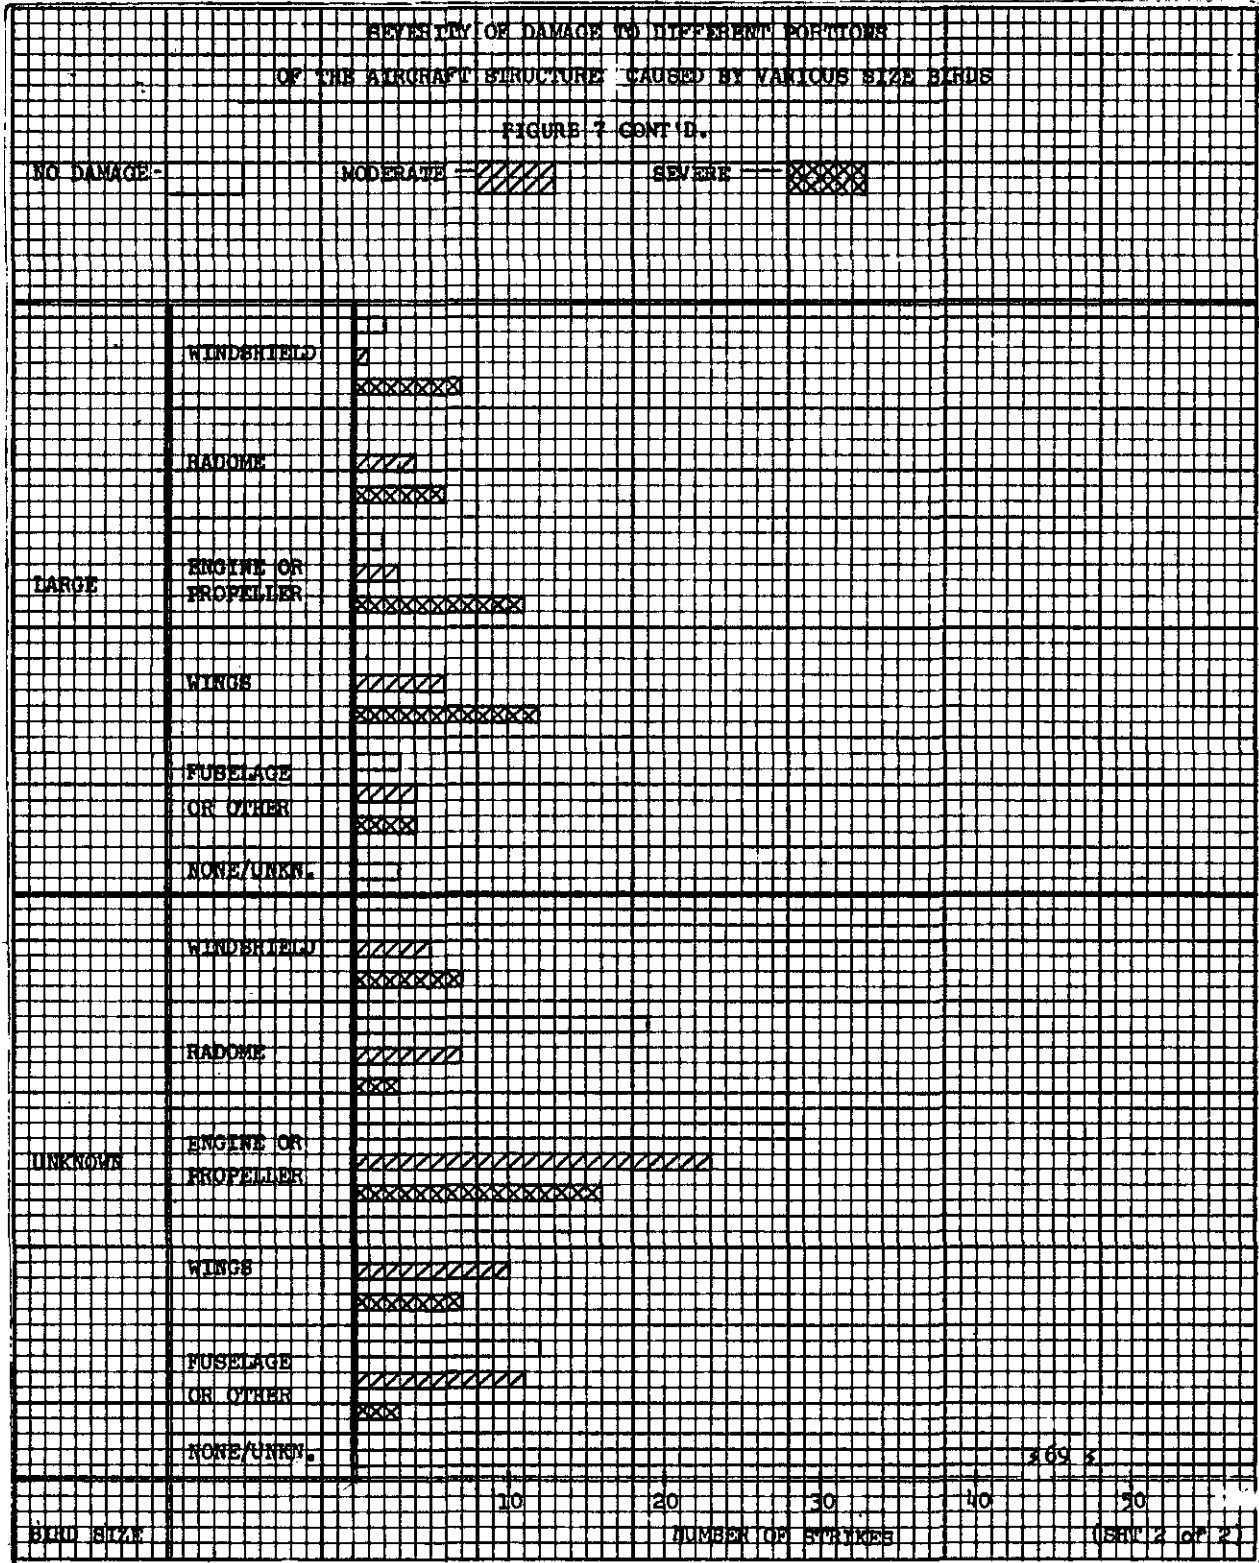 SEVERITY OF DAMAGE TO DIFFERENT PORTIONS
OF THE AIRCRAFT STRUCTURE CAUSED BY VARIOUS SIZE BIRDS
FIGURE 7 CONT'D.
NO DAMAGE- MODERATE - SEVERE -
WINDSHIELD
RADOME
LARGE
ENGINE OR
PROPELLER
WINGS
FUSELAGE
OR OTHER
NONE/UNKN.
WINDSHIELD
RADOME
UNKNOWN
ENGINE OR
PROPELLER
WINGS
FUSELAGE
OR OTHER
NONE/UNKN.
69
10 20 30 40 50
BIRD SIZE NUMBER OF STRIKES (SHT 2 of 2)